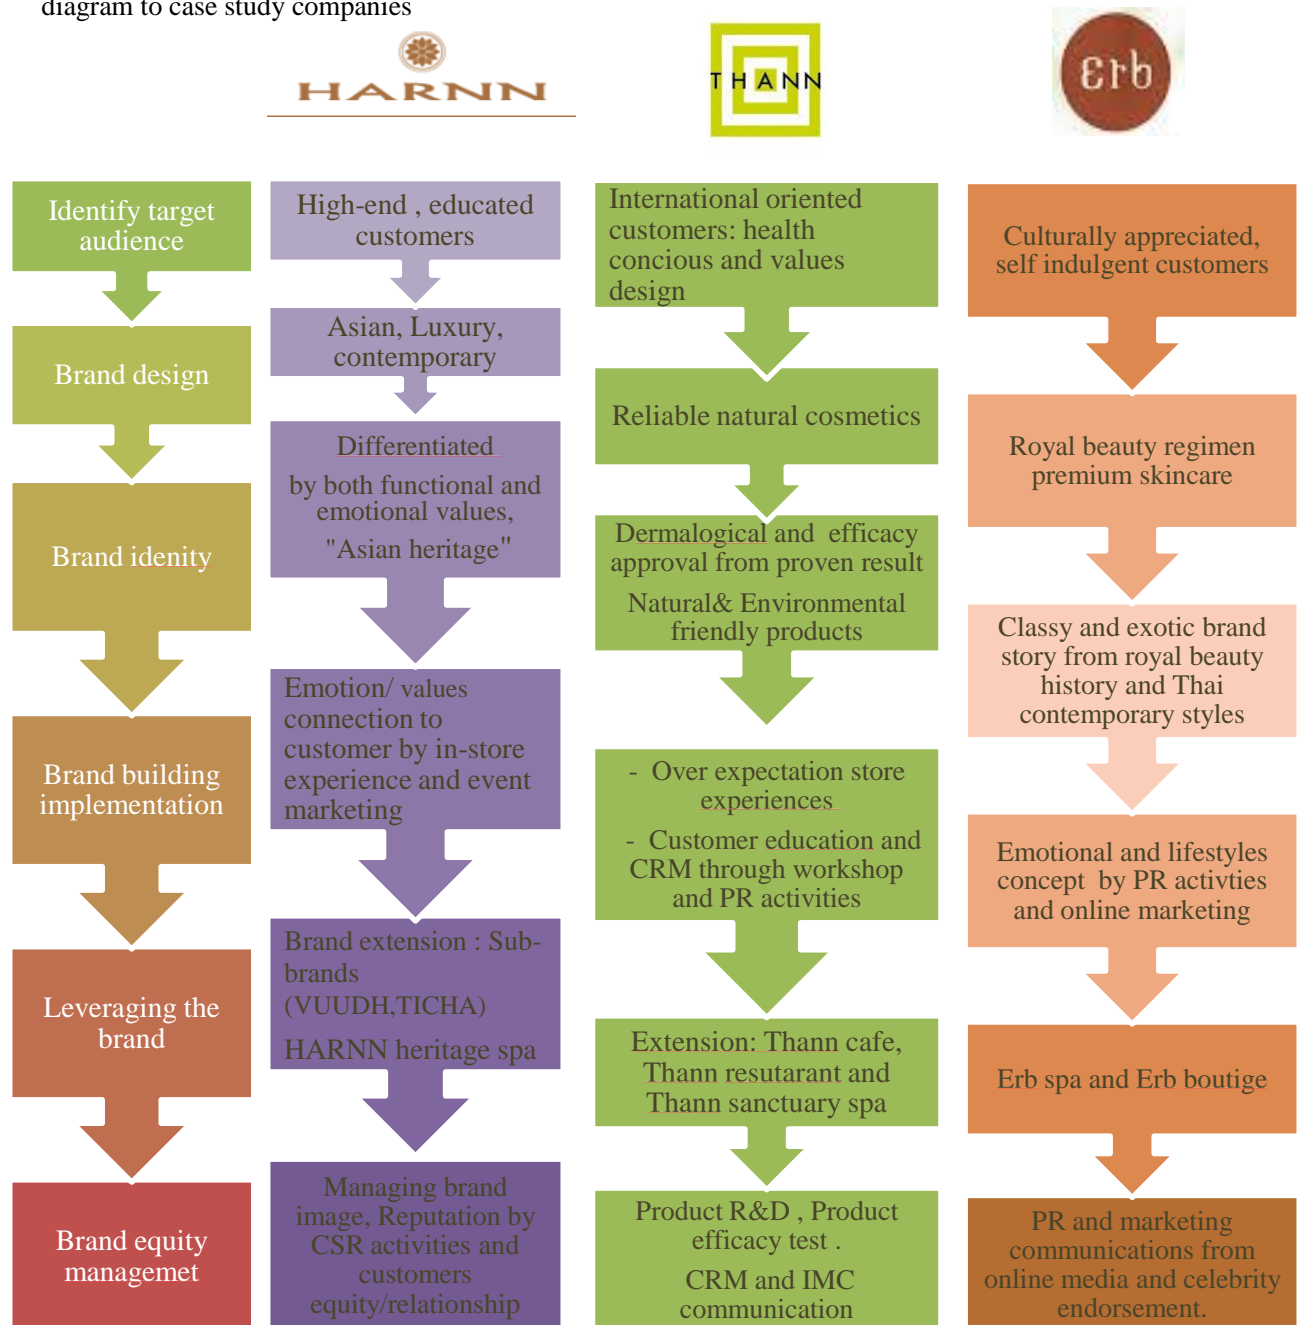 diagram to case study companies
HARNN
THANN
Erb
Identify target
audience
Brand design
Brand idenity
Brand building
implementation
Leveraging the
brand
Brand equity
managemet
High-end , educated
customers
Asian, Luxury,
contemporary
Differentiated
by both functional and
emotional values,
"Asian heritage"
Emotion/ values
connection to
customer by in-store
experience and event
marketing
Brand extension : Sub-
brands
(VUUDH,TICHA)
HARNN heritage spa
Managing brand
image, Reputation by
CSR activities and
customers
equity/relationship
International oriented
customers: health
concious and values
design
Reliable natural cosmetics
Dermalogical and efficacy
approval from proven result
Natural& Environmental
friendly products
- Over expectation store
experiences
- Customer education and
CRM through workshop
and PR activities
Extension: Thann cafe,
Thann resutarant and
Thann sanctuary spa
Product R&D , Product
efficacy test .
CRM and IMC
communication
Culturally appreciated,
self indulgent customers
Royal beauty regimen
premium skincare
Classy and exotic brand
story from royal beauty
history and Thai
contemporary styles
Emotional and lifestyles
concept by PR activties
and online marketing
Erb spa and Erb boutige
PR and marketing
communications from
online media and celebrity
endorsement.